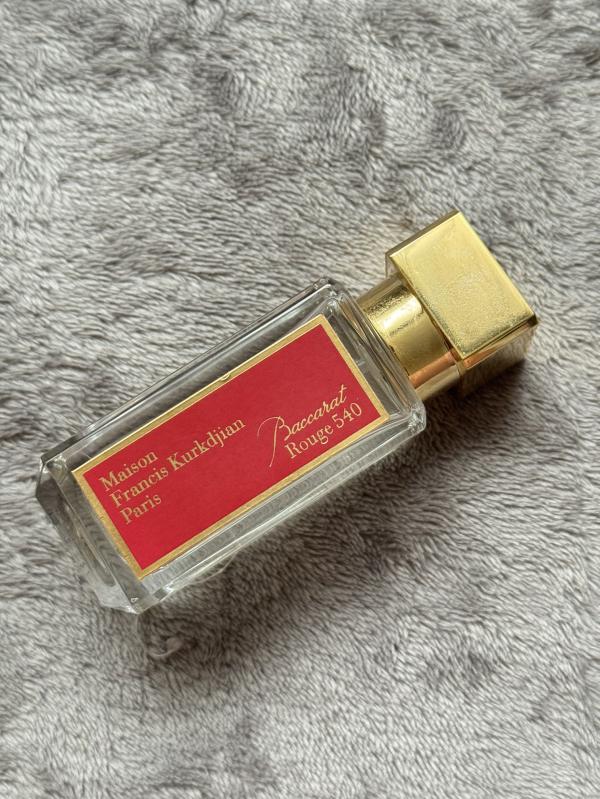 Maison
Francis Kurkdjian
Paris
Baccarat
Rouge 540